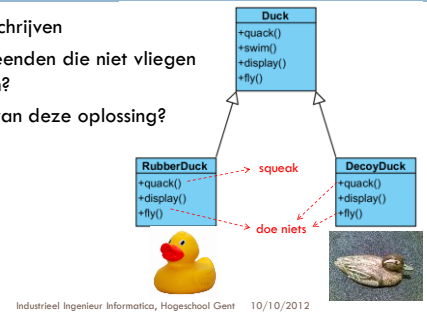 chrijven
eenden die niet vliegen
?
van deze oplossing?
Duck
+quack()
+swim()
+display()
+fly()
RubberDuck
+quack()
+display()
+fly()
squeak
doe niets
DecoyDuck
+quack()
+display()
+fly()
Industrieel Ingenieur Informatica, Hogeschool Gent 10/10/2012